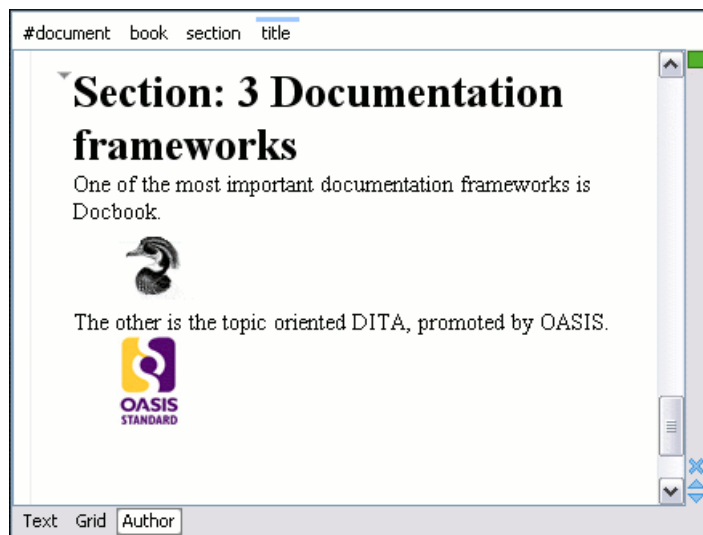 #document book section title
Section: 3 Documentation
frameworks
One of the most important documentation frameworks is
Docbook.
The other is the topic oriented DITA, promoted by OASIS.
OASIS
STANDARD
Text Grid Author